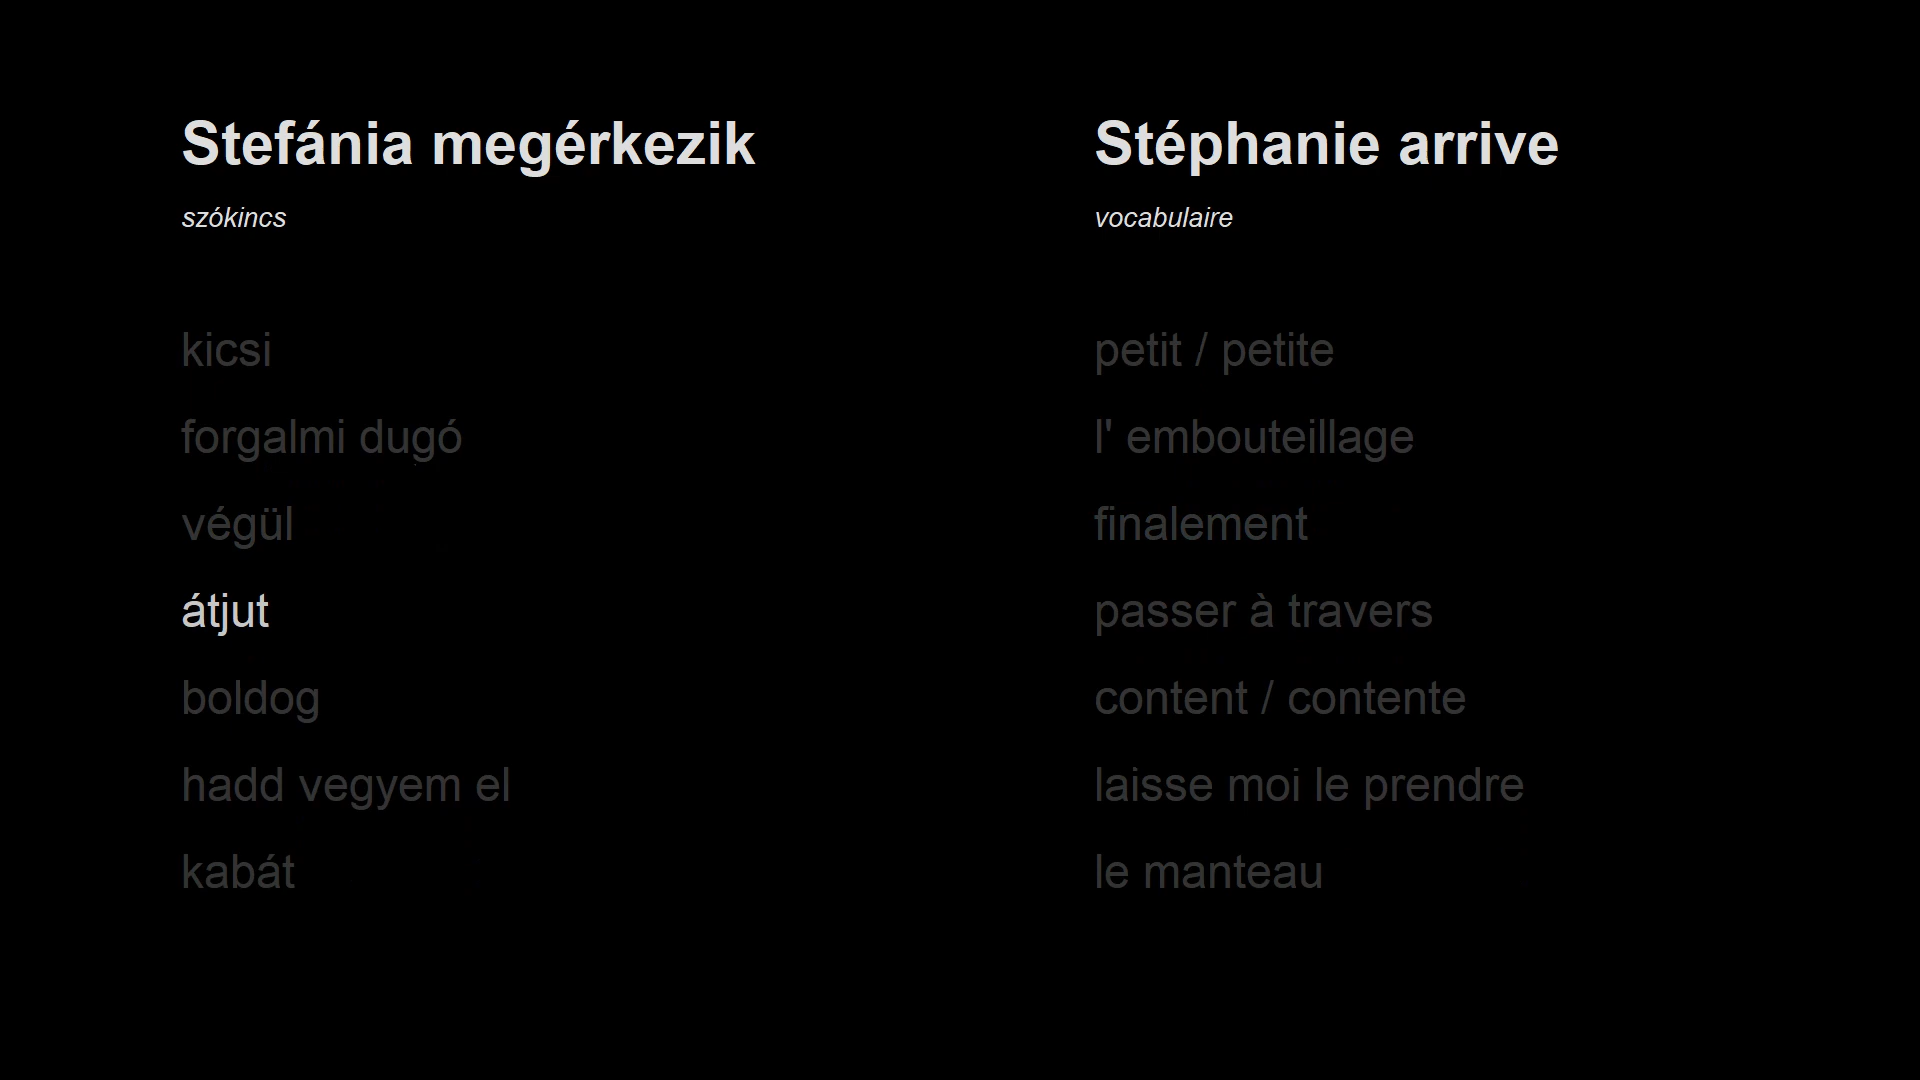 Stefánia megérkezik
szókincs
kicsi
forgalmi dugó
végül
átjut
boldog
hadd vegyem el
kabát
Stéphanie arrive
vocabulaire
petit / petite
l' embouteillage
finalement
passer à travers
content / contente
laisse moi le prendre
le manteau